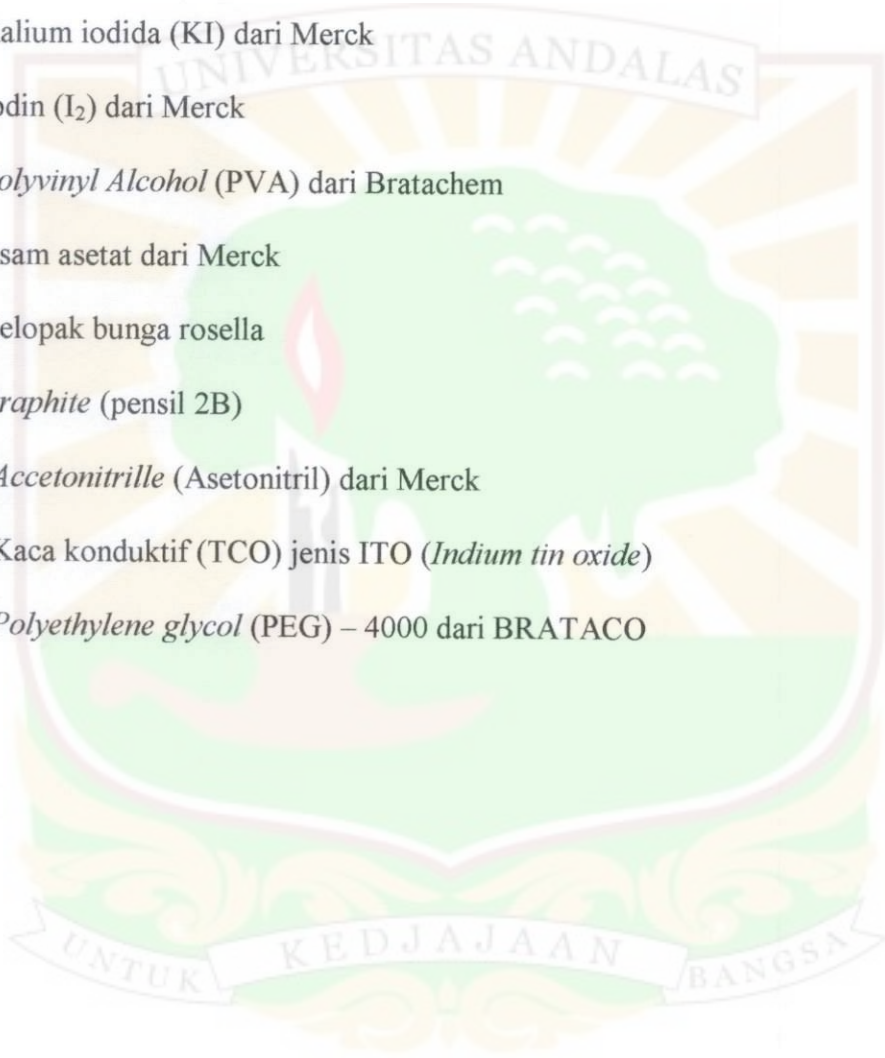 alium iodida (KI) dari Merck
UNIVERSITAS ANDALAS
odin (I₂) dari Merck
olyvinyl Alcohol (PVA) dari Bratachem
sam asetat dari Merck
elopak bunga rosella
raphite (pensil 2B)
Accetonitrille (Asetonitril) dari Merck
Kaca konduktif (TCO) jenis ITO (Indium tin oxide)
Polyethylene glycol (PEG) – 4000 dari BRATACO
UNTUK KEDJAJAAN BANGSA